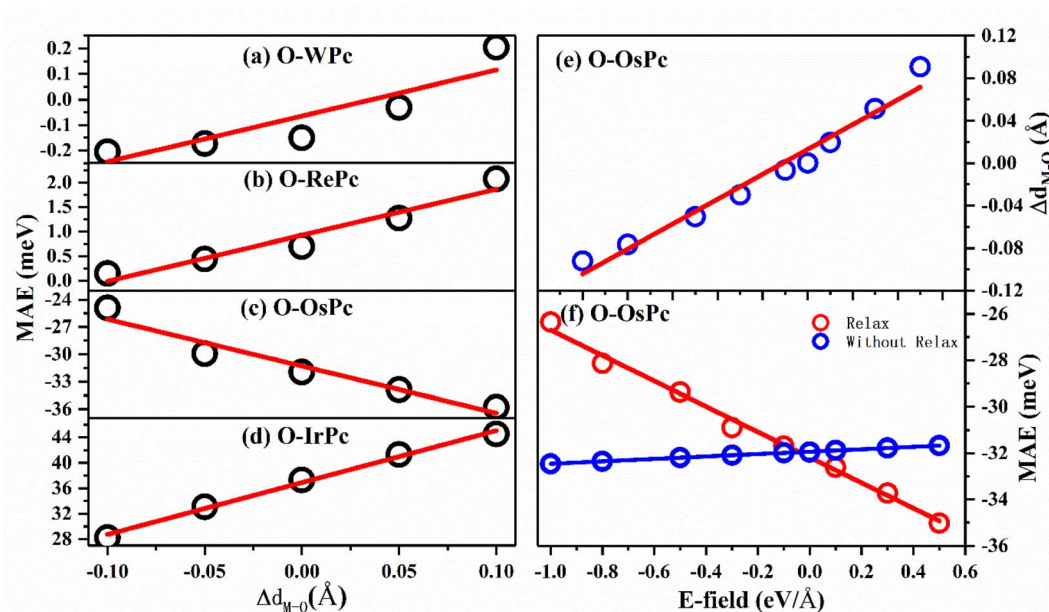 (a) O-WPc
0.2
0.1
0.0
-0.1
-0.2
(b) O-RePc
2.0
1.5
1.0
0.5
0.0
(c) O-OsPc
-24
-27
-30
-33
-36
(d) O-IrPc
44
40
36
32
28
MAE (meV)
-0.10 -0.05 0.00 0.05 0.10
Δd_M-O(Å)
(e) O-OsPc
0.12
0.08
0.04
0.00
-0.04
-0.08
-0.12
Δd_M-O (Å)
(f) O-OsPc
Relax
Without Relax
-26
-28
-30
-32
-34
-36
MAE (meV)
-1.0 -0.8 -0.6 -0.4 -0.2 0.0 0.2 0.4 0.6
E-field (eV/Å)